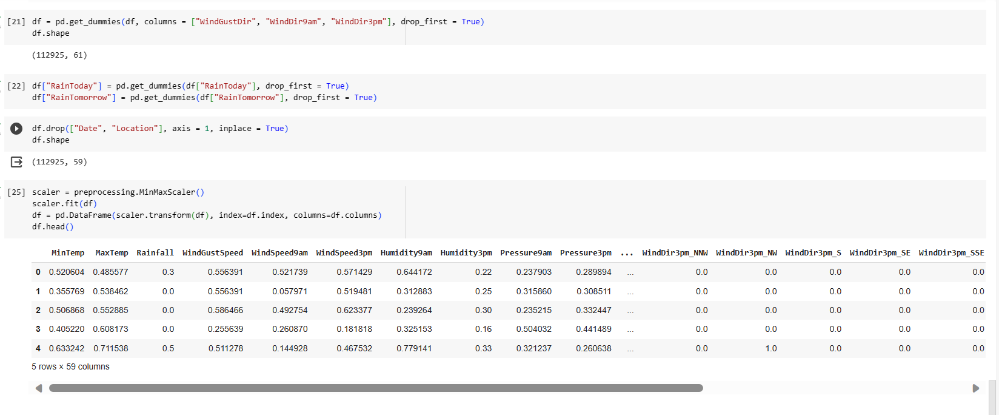 [21] df = pd.get_dummies(df, columns = ["WindGustDir", "WindDir9am", "WindDir3pm"], drop_first = True)
df.shape
(112925, 61)
[22] df["RainToday"] = pd.get_dummies(df["RainToday"], drop_first = True)
df["RainTomorrow"] = pd.get_dummies(df["RainTomorrow"], drop_first = True)
df.drop(["Date", "Location"], axis = 1, inplace = True)
df.shape
(112925, 59)
[25] scaler = preprocessing.MinMaxScaler()
scaler.fit(df)
df = pd.DataFrame(scaler.transform(df), index=df.index, columns=df.columns)
df.head()
MinTemp MaxTemp Rainfall WindGustSpeed WindSpeed9am WindSpeed3pm Humidity9am Humidity3pm Pressure9am Pressure3pm ... WindDir3pm_NNW WindDir3pm_NW WindDir3pm_S WindDir3pm_SE WindDir3pm_SSE
0 0.520604 0.485577 0.3 0.556391 0.521739 0.571429 0.644172 0.22 0.237903 0.289894 ... 0.0 0.0 0.0 0.0 0.0
1 0.355769 0.538462 0.0 0.556391 0.057971 0.519481 0.312883 0.25 0.315860 0.308511 ... 0.0 0.0 0.0 0.0 0.0
2 0.506868 0.552885 0.0 0.586466 0.492754 0.623377 0.239264 0.30 0.235215 0.332447 ... 0.0 0.0 0.0 0.0 0.0
3 0.405220 0.608173 0.0 0.255639 0.260870 0.181818 0.325153 0.16 0.504032 0.441489 ... 0.0 0.0 0.0 0.0 0.0
4 0.633242 0.711538 0.5 0.511278 0.144928 0.467532 0.779141 0.33 0.321237 0.260638 ... 0.0 1.0 0.0 0.0 0.0
5 rows × 59 columns